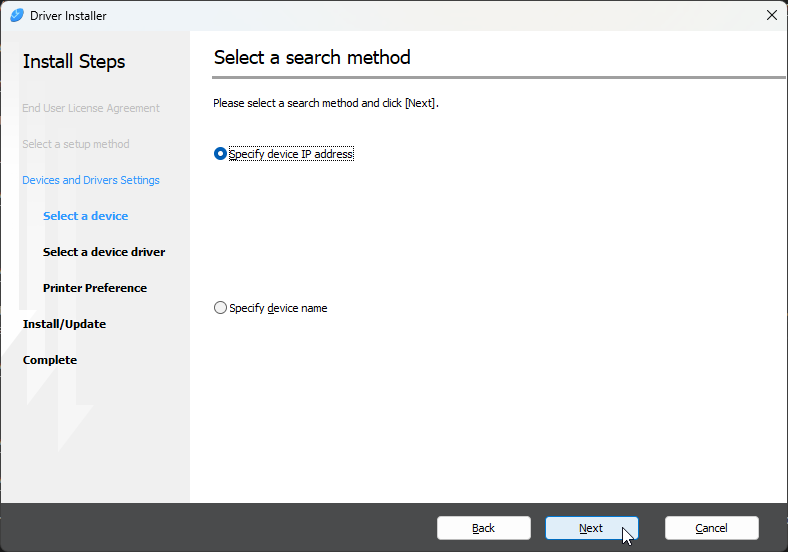 Driver Installer
Install Steps
End User License Agreement
Select a setup method
Devices and Drivers Settings
Select a device
Select a device driver
Printer Preference
Install/Update
Complete
Select a search method
Please select a search method and click [Next].
Specify device IP address
Specify device name
Back
Next
Cancel